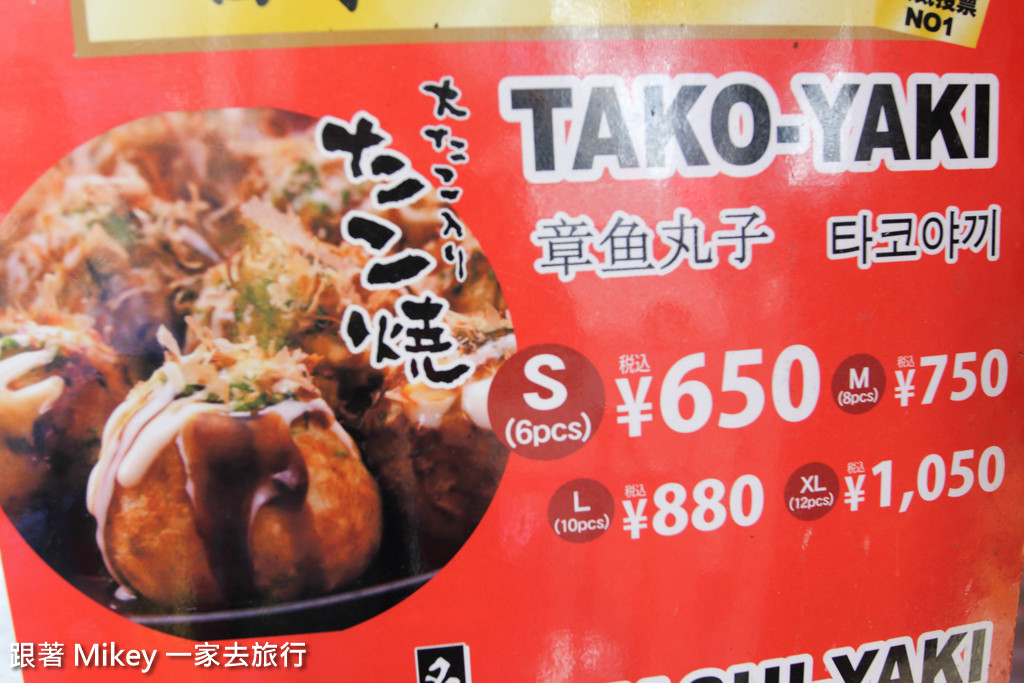 NO1
大たこ入り
たこ焼
TAKO-YAKI
章鱼丸子 타코야끼
S (6pcs) 税込 ¥650
M (8pcs) 税込 ¥750
L (10pcs) 税込 ¥880
XL (12pcs) 税込 ¥1,050
YAKI
跟著 Mikey 一家去旅行